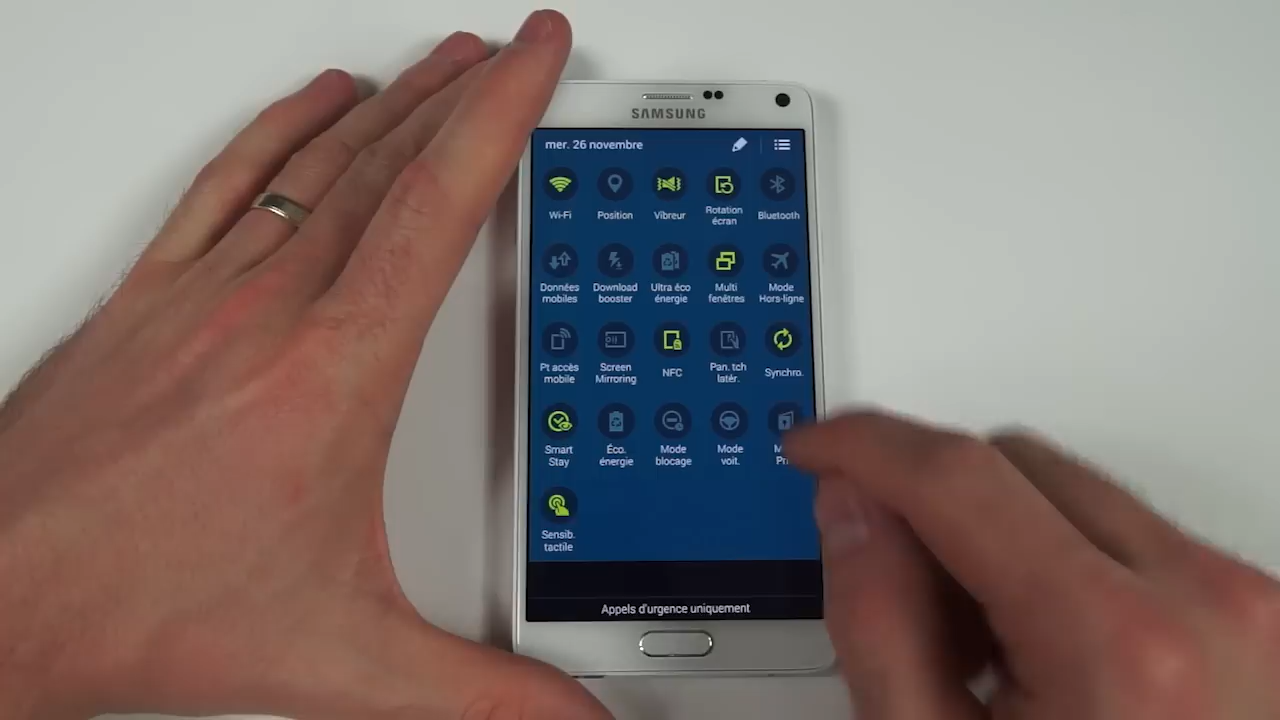 SAMSUNG
mer. 26 novembre
Wi-Fi Position Vibreur Rotation écran Bluetooth
Données mobiles Download booster Ultra éco énergie Multi fenêtres Mode Hors-ligne
Pt accès mobile Screen Mirroring NFC Pan. tch latér. Synchro.
Smart Stay Éco. énergie Mode blocage Mode voit.
Sensib. tactile
Appels d'urgence uniquement